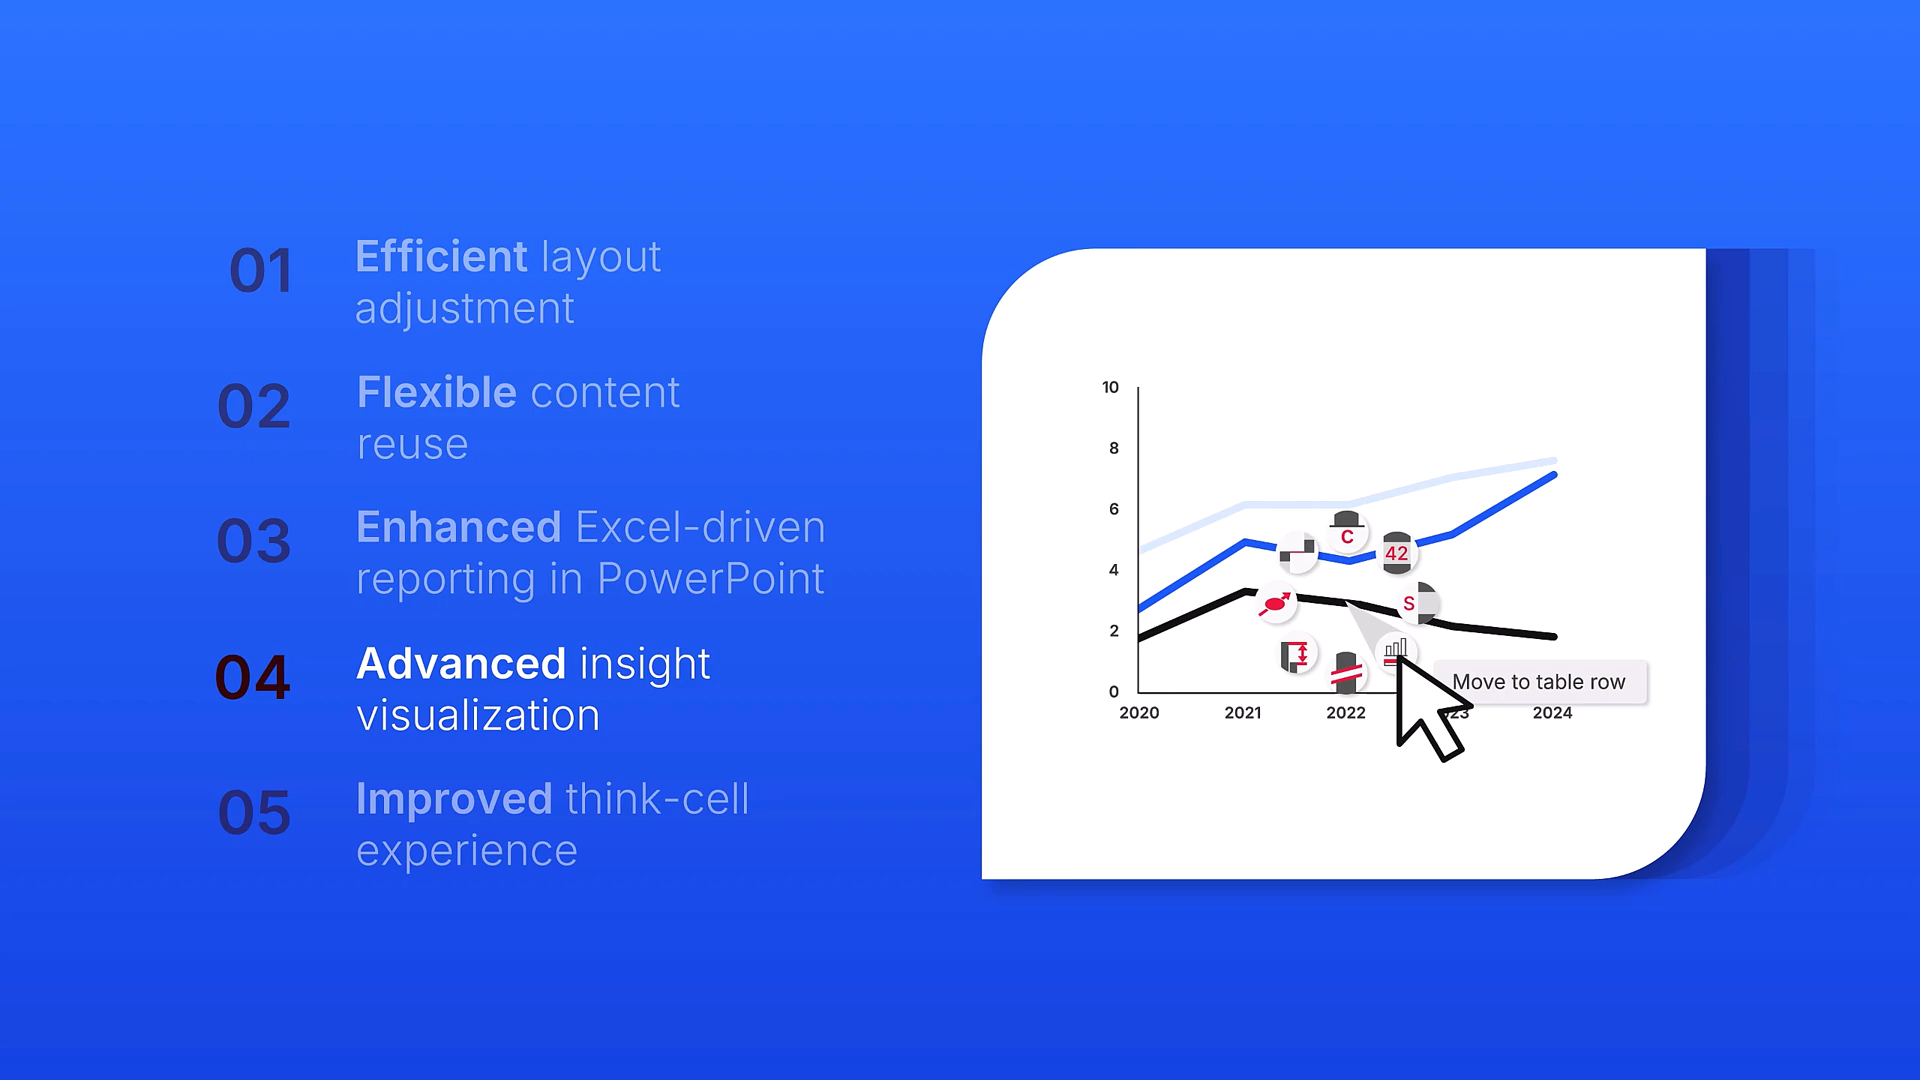 01
Efficient layout
adjustment
02
Flexible content
reuse
03
Enhanced Excel-driven
reporting in PowerPoint
04
Advanced insight
visualization
05
Improved think-cell
experience
10
8
6
4
2
0
C
42
S
Move to table row
2020 2021 2022 23 2024